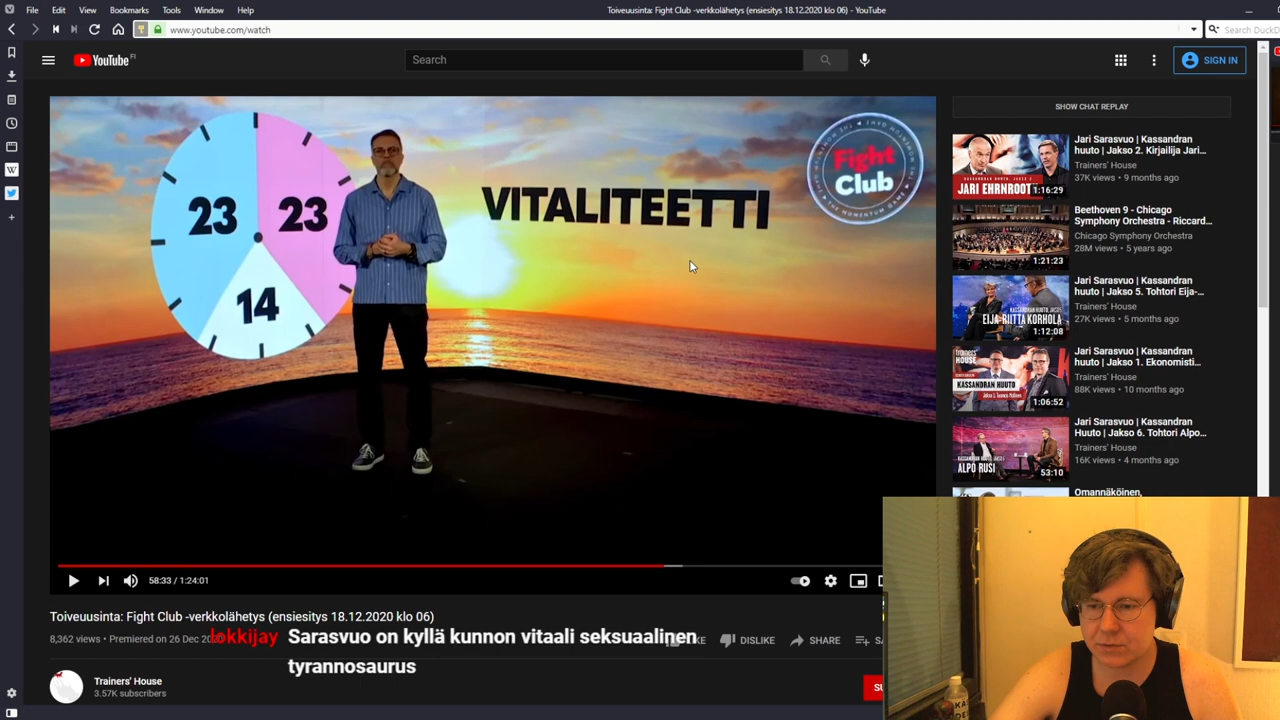 File Edit View Bookmarks Tools Window Help
Toiveuusinta: Fight Club -verkkolähetys (ensiesitys 18.12.2020 klo 06) - YouTube
www.youtube.com/watch
Search DuckD
YouTube FI
Search
SIGN IN
23 23
14
VITALITEETTI
Fight
Club
THE MOMENTUM GAME
58:33 / 1:24:01
Toiveuusinta: Fight Club -verkkolähetys (ensiesitys 18.12.2020 klo 06)
8,362 views • Premiered on 26 Dec
DISLIKE SHARE
lokkijay Sarasvuo on kyllä kunnon vitaali seksuaalinen
tyrannosaurus
Trainers' House
3.57K subscribers
SHOW CHAT REPLAY
JARI EHRNROOT
1:16:29
Jari Sarasvuo | Kassandran
huuto | Jakso 2. Kirjailija Jari...
Trainers' House
37K views • 9 months ago
1:21:23
Beethoven 9 - Chicago
Symphony Orchestra - Riccard...
Chicago Symphony Orchestra
28M views • 5 years ago
EIJA-RIITTA KORHOLA
1:12:08
Jari Sarasvuo | Kassandran
huuto | Jakso 5. Tohtori Eija-...
Trainers' House
27K views • 5 months ago
KASSANDRAN HUUTO
1:06:52
Jari Sarasvuo | Kassandran
huuto | Jakso 1. Ekonomisti...
Trainers' House
88K views • 10 months ago
ALPO RUSI
53:10
Jari Sarasvuo | Kassandran
Huuto | Jakso 6. Tohtori Alpo...
Trainers' House
16K views • 4 months ago
Omannäköinen,